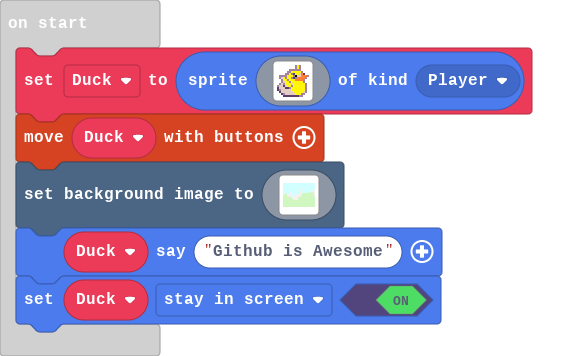 on start
set Duck to sprite of kind Player
move Duck with buttons
set background image to
Duck say "Github is Awesome"
set Duck stay in screen ON